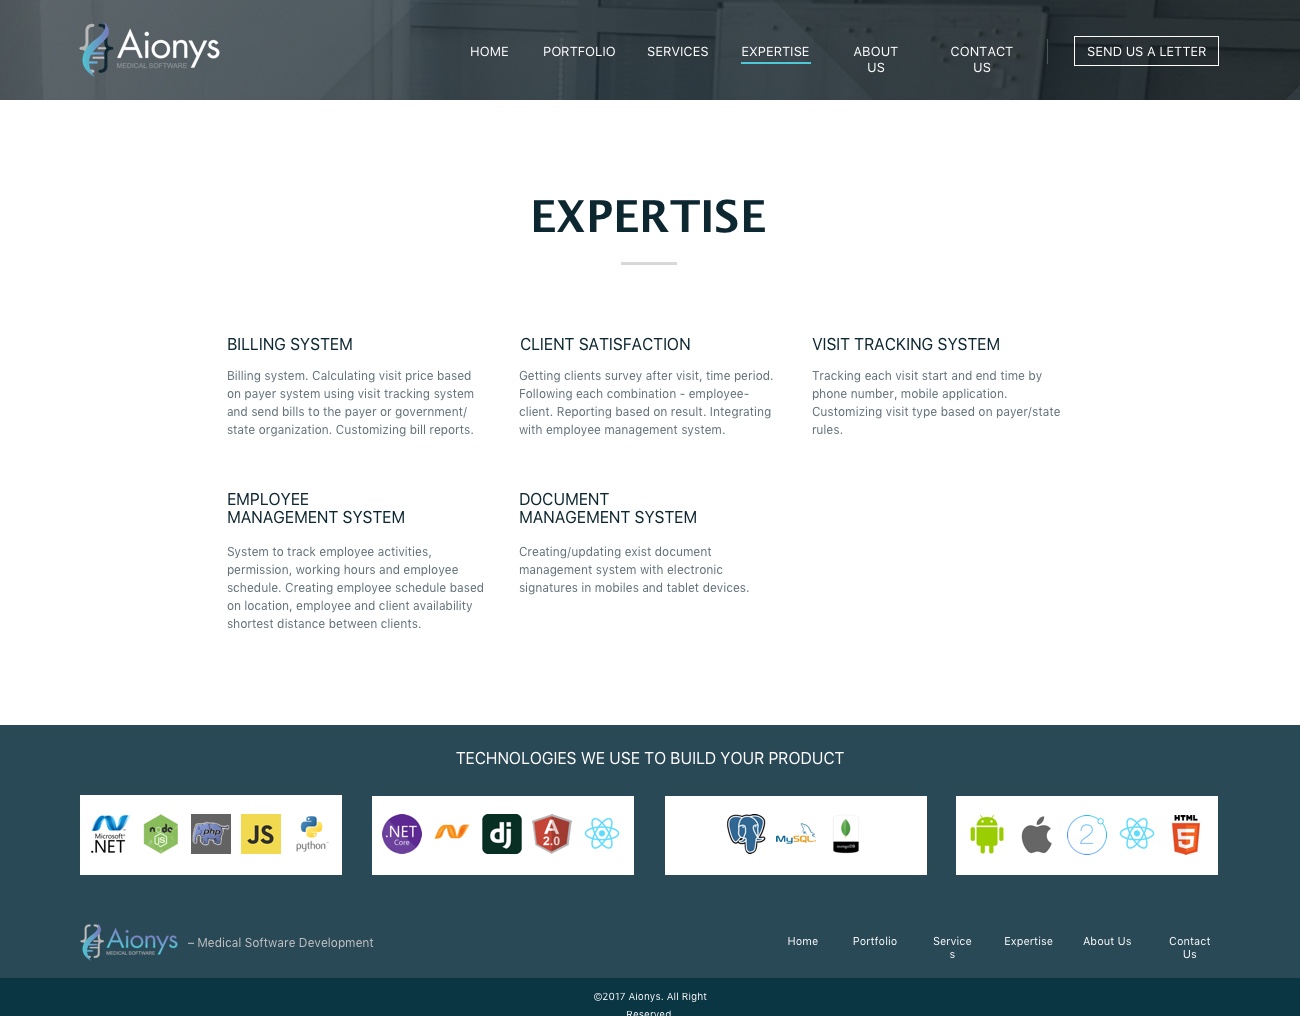 Aionys
MEDICAL SOFTWARE
HOME
PORTFOLIO
SERVICES
EXPERTISE
ABOUT
US
CONTACT
US
SEND US A LETTER
EXPERTISE
BILLING SYSTEM
Billing system. Calculating visit price based
on payer system using visit tracking system
and send bills to the payer or government/
state organization. Customizing bill reports.
CLIENT SATISFACTION
Getting clients survey after visit, time period.
Following each combination - employee-
client. Reporting based on result. Integrating
with employee management system.
VISIT TRACKING SYSTEM
Tracking each visit start and end time by
phone number, mobile application.
Customizing visit type based on payer/state
rules.
EMPLOYEE
MANAGEMENT SYSTEM
System to track employee activities,
permission, working hours and employee
schedule. Creating employee schedule based
on location, employee and client availability
shortest distance between clients.
DOCUMENT
MANAGEMENT SYSTEM
Creating/updating exist document
management system with electronic
signatures in mobiles and tablet devices.
TECHNOLOGIES WE USE TO BUILD YOUR PRODUCT
Microsoft
.NET
node
JS
php
JS
python
.NET
Core
dj
A
2.0
MySQL
mongoDB
2
HTML
5
Aionys
MEDICAL SOFTWARE
– Medical Software Development
Home
Portfolio
Service
s
Expertise
About Us
Contact
Us
©2017 Aionys. All Right
Reserved